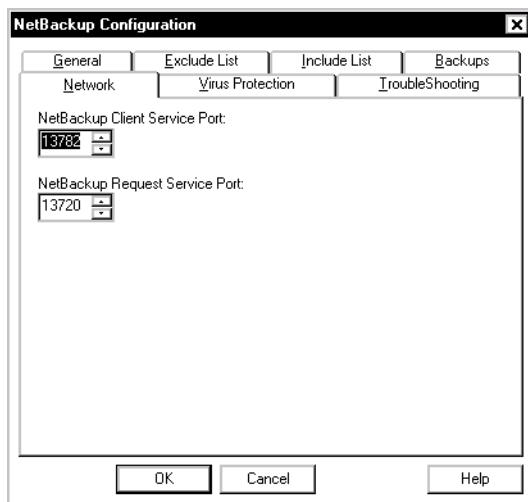 NetBackup Configuration
General Exclude List Include List Backups
Network Virus Protection TroubleShooting
NetBackup Client Service Port:
13782
NetBackup Request Service Port:
13720
OK Cancel Help